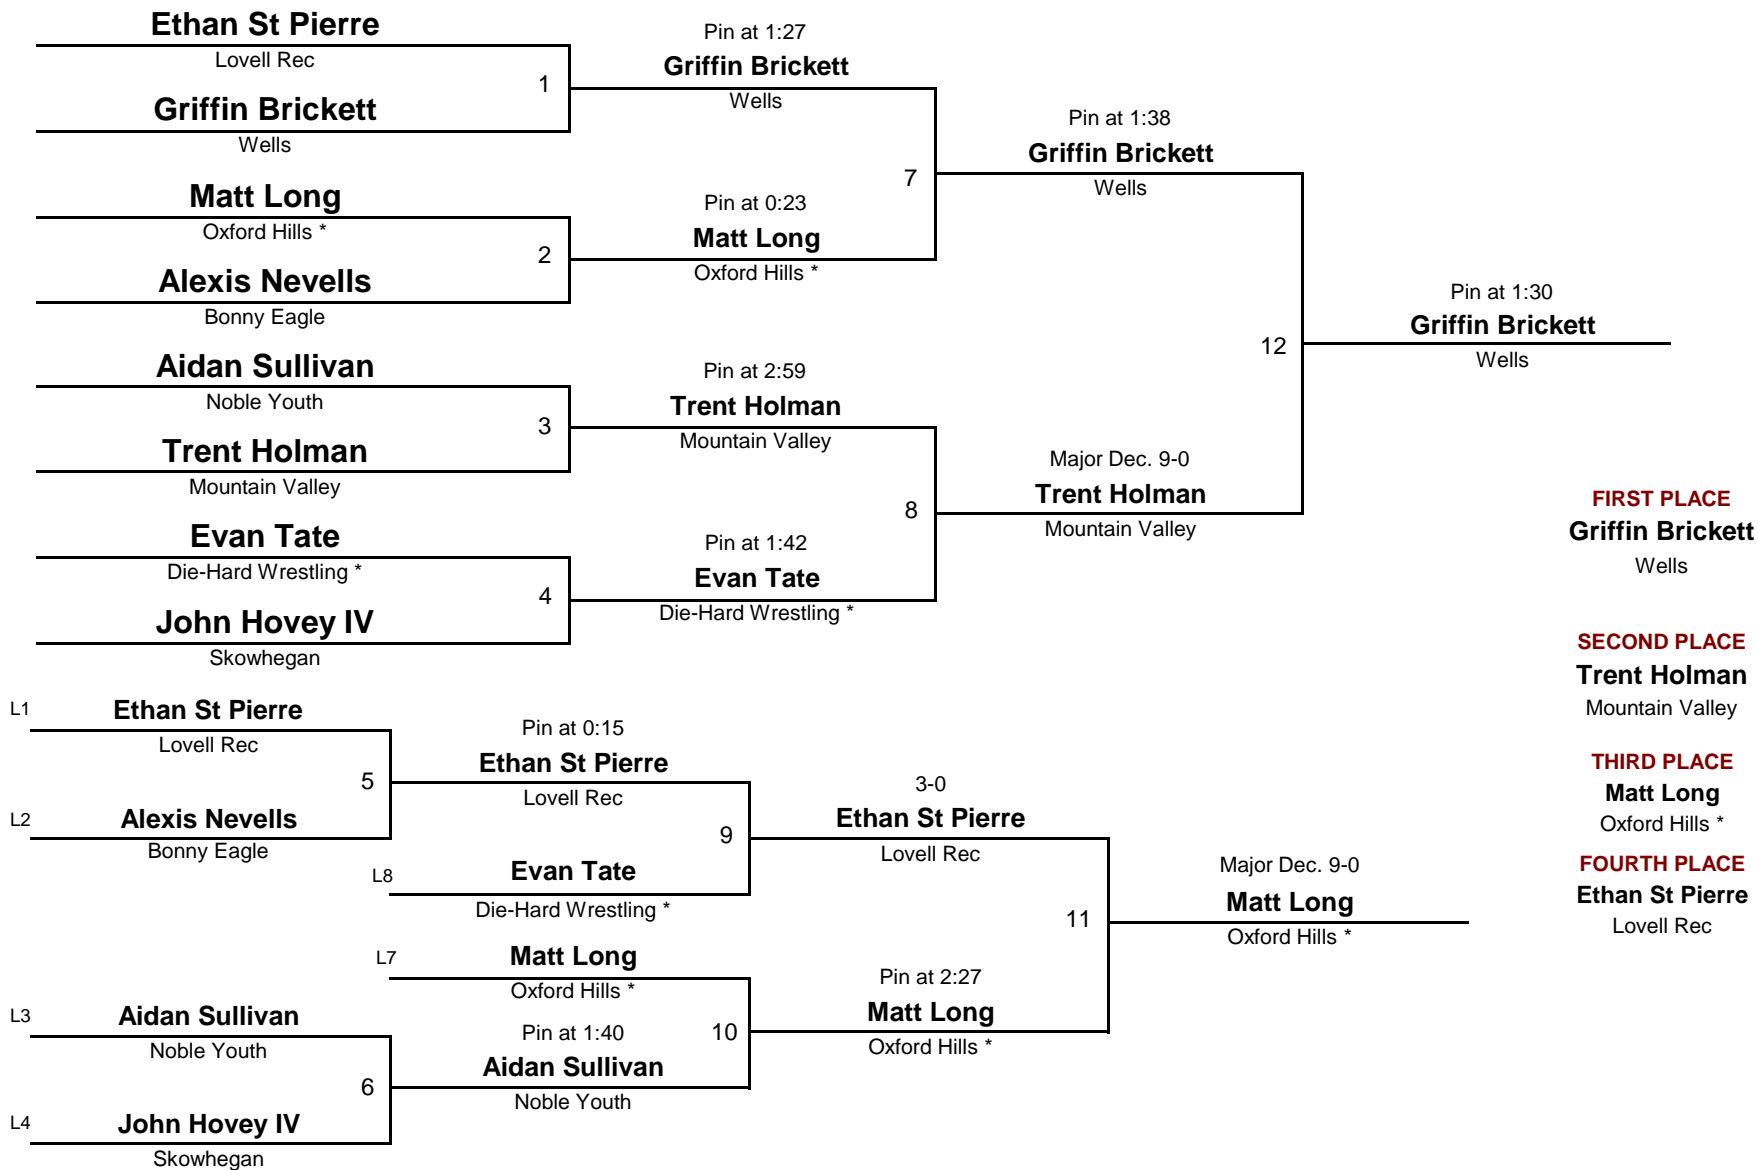 Ethan St Pierre
Lovell Rec
1
Griffin Brickett
Wells
Matt Long
Oxford Hills *
2
Alexis Nevells
Bonny Eagle
Aidan Sullivan
Noble Youth
3
Trent Holman
Mountain Valley
Evan Tate
Die-Hard Wrestling *
4
John Hovey IV
Skowhegan
Pin at 1:27
Griffin Brickett
Wells
7
Pin at 0:23
Matt Long
Oxford Hills *
Pin at 2:59
Trent Holman
Mountain Valley
8
Pin at 1:42
Evan Tate
Die-Hard Wrestling *
Pin at 1:38
Griffin Brickett
Wells
12
Major Dec. 9-0
Trent Holman
Mountain Valley
Pin at 1:30
Griffin Brickett
Wells
L1
Ethan St Pierre
Lovell Rec
5
L2
Alexis Nevells
Bonny Eagle
L3
Aidan Sullivan
Noble Youth
6
L4
John Hovey IV
Skowhegan
Pin at 0:15
Ethan St Pierre
Lovell Rec
9
L8
Evan Tate
Die-Hard Wrestling *
L7
Matt Long
Oxford Hills *
10
Pin at 1:40
Aidan Sullivan
Noble Youth
3-0
Ethan St Pierre
Lovell Rec
11
Pin at 2:27
Matt Long
Oxford Hills *
Major Dec. 9-0
Matt Long
Oxford Hills *
FIRST PLACE
Griffin Brickett
Wells
SECOND PLACE
Trent Holman
Mountain Valley
THIRD PLACE
Matt Long
Oxford Hills *
FOURTH PLACE
Ethan St Pierre
Lovell Rec